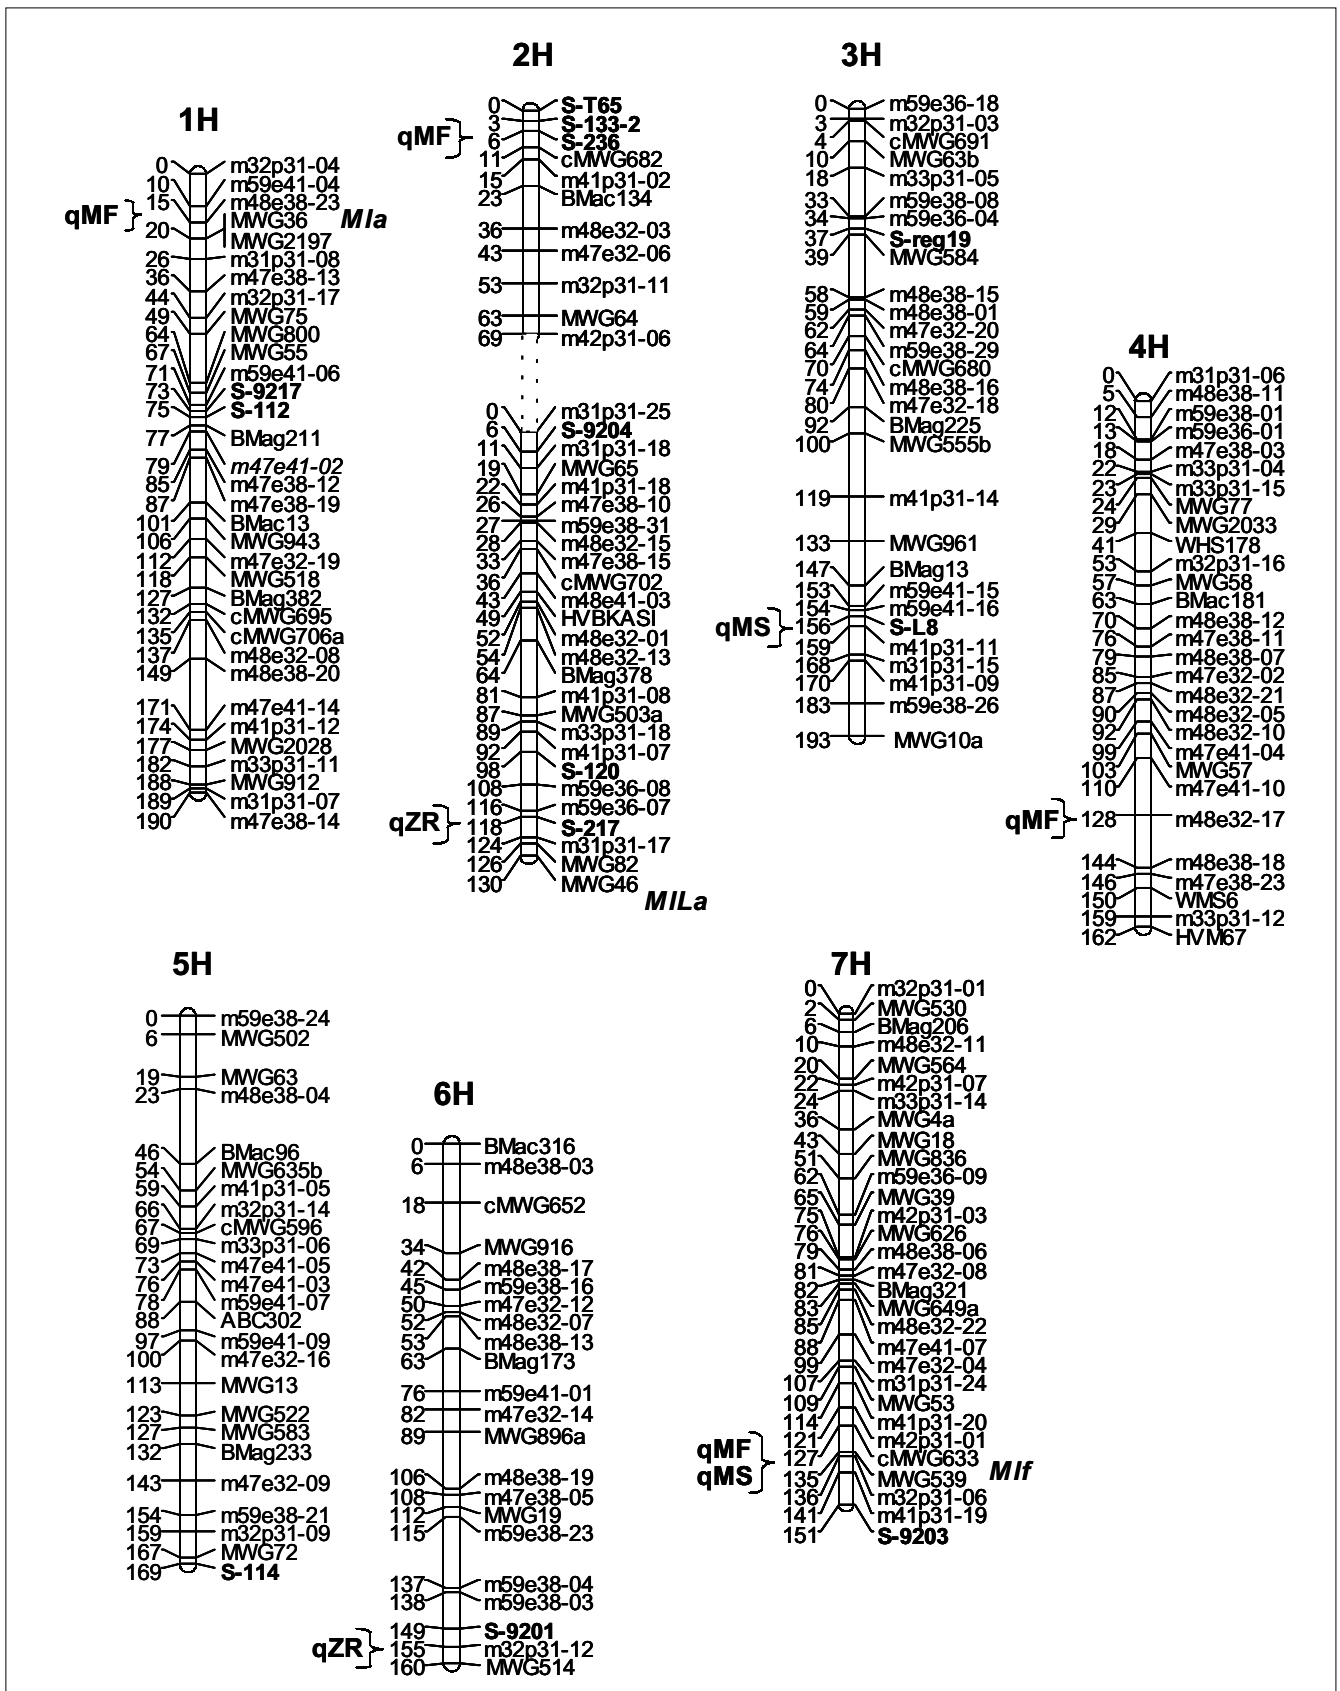 1H
0 m32p31-04
10 m59e41-04
15 m48e38-23
qMF
MWG36 Mla
20 MWG2197
26 m31p31-08
36 m47e38-13
44 m32p31-17
49 MWG75
64 MWG800
67 MWG55
71 m59e41-06
73 S-9217
75 S-112
77 BMag211
79 m47e41-02
85 m47e38-12
87 m47e38-19
101 BMac13
106 MWG943
112 m47e32-19
118 MWG518
127 BMag382
132 cMWG695
135 cMWG706a
137 m48e32-08
149 m48e38-20
171 m47e41-14
174 m41p31-12
177 MWG2028
182 m33p31-11
188 MWG912
189 m31p31-07
190 m47e38-14
2H
0 S-T65
3 S-133-2
qMF
6 S-236
11 cMWG682
15 m41p31-02
23 BMac134
36 m48e32-03
43 m47e32-06
53 m32p31-11
63 MWG64
69 m42p31-06
0 m31p31-25
6 S-9204
11 m31p31-18
19 MWG65
22 m41p31-18
26 m47e38-10
27 m59e38-31
28 m48e32-15
33 m47e38-15
36 cMWG702
43 m48e41-03
49 HVBKASI
52 m48e32-01
54 m48e32-13
64 BMag378
81 m41p31-08
87 MWG503a
89 m33p31-18
92 m41p31-07
98 S-120
108 m59e36-08
116 m59e36-07
qZR
118 S-217
124 m31p31-17
126 MWG82
130 MWG46
MlLa
3H
0 m59e36-18
3 m32p31-03
4 cMWG691
10 MWG63b
18 m33p31-05
33 m59e38-08
34 m59e36-04
37 S-reg19
39 MWG584
58 m48e38-15
59 m48e38-01
62 m47e32-20
64 m59e38-29
70 cMWG680
74 m48e38-16
80 m47e32-18
92 BMag225
100 MWG555b
119 m41p31-14
133 MWG961
147 BMag13
153 m59e41-15
154 m59e41-16
qMS
156 S-L8
159 m41p31-11
168 m31p31-15
170 m41p31-09
183 m59e38-26
193 MWG10a
4H
0 m31p31-06
5 m48e38-11
12 m59e38-01
13 m59e36-01
18 m47e38-03
22 m33p31-04
23 m33p31-15
24 MWG77
29 MWG2033
41 WHS178
53 m32p31-16
57 MWG58
63 BMac181
70 m48e38-12
76 m47e38-11
79 m48e38-07
85 m47e32-02
87 m48e32-21
90 m48e32-05
92 m48e32-10
99 m47e41-04
103 MWG57
110 m47e41-10
qMF
128 m48e32-17
144 m48e38-18
146 m47e38-23
150 WMS6
159 m33p31-12
162 HVM67
5H
0 m59e38-24
6 MWG502
19 MWG63
23 m48e38-04
46 BMac96
54 MWG635b
59 m41p31-05
66 m32p31-14
67 cMWG596
69 m33p31-06
73 m47e41-05
76 m47e41-03
78 m59e41-07
88 ABC302
97 m59e41-09
100 m47e32-16
113 MWG13
123 MWG522
127 MWG583
132 BMag233
143 m47e32-09
154 m59e38-21
159 m32p31-09
167 MWG72
169 S-114
6H
0 BMac316
6 m48e38-03
18 cMWG652
34 MWG916
42 m48e38-17
45 m59e38-16
50 m47e32-12
52 m48e32-07
53 m48e38-13
63 BMag173
76 m59e41-01
82 m47e32-14
89 MWG896a
106 m48e38-19
108 m47e38-05
112 MWG19
115 m59e38-23
137 m59e38-04
138 m59e38-03
149 S-9201
qZR
155 m32p31-12
160 MWG514
7H
0 m32p31-01
2 MWG530
6 BMag206
10 m48e32-11
20 MWG564
22 m42p31-07
24 m33p31-14
36 MWG4a
43 MWG18
51 MWG836
62 m59e36-09
65 MWG39
75 m42p31-03
76 MWG626
79 m48e38-06
81 m47e32-08
82 BMag321
83 MWG649a
85 m48e32-22
88 m47e41-07
99 m47e32-04
107 m31p31-24
109 MWG53
114 m41p31-20
121 m42p31-01
qMF
127 cMWG633
qMS
Mlf
135 MWG539
136 m32p31-06
141 m41p31-19
151 S-9203